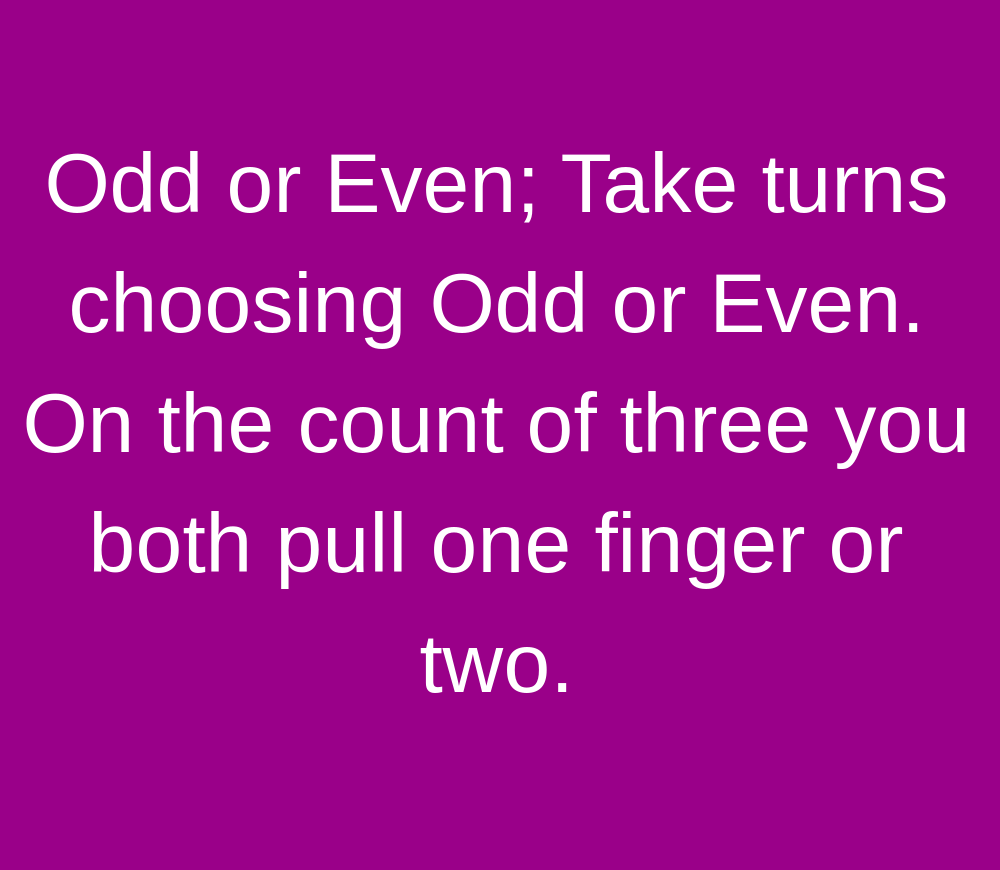 Odd or Even; Take turns
choosing Odd or Even.
On the count of three you
both pull one finger or
two.